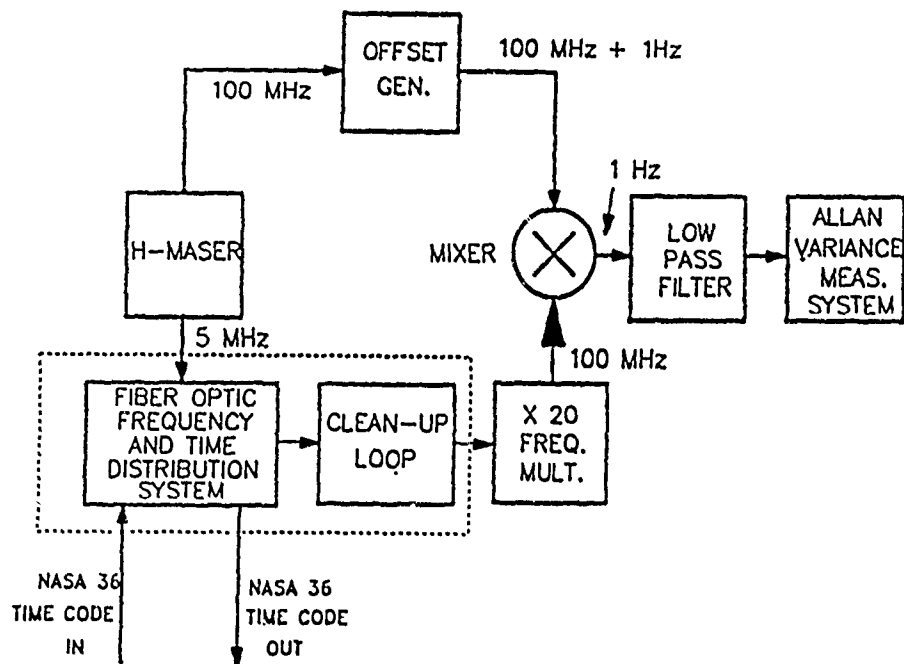 OFFSET
GEN.
100 MHz
100 MHz + 1Hz
H-MASER
MIXER
1 Hz
LOW
PASS
FILTER
ALLAN
VARIANCE
MEAS.
SYSTEM
5 MHz
100 MHz
FIBER OPTIC
FREQUENCY
AND TIME
DISTRIBUTION
SYSTEM
CLEAN-UP
LOOP
X 20
FREQ.
MULT.
NASA 36
TIME CODE
IN
NASA 36
TIME CODE
OUT